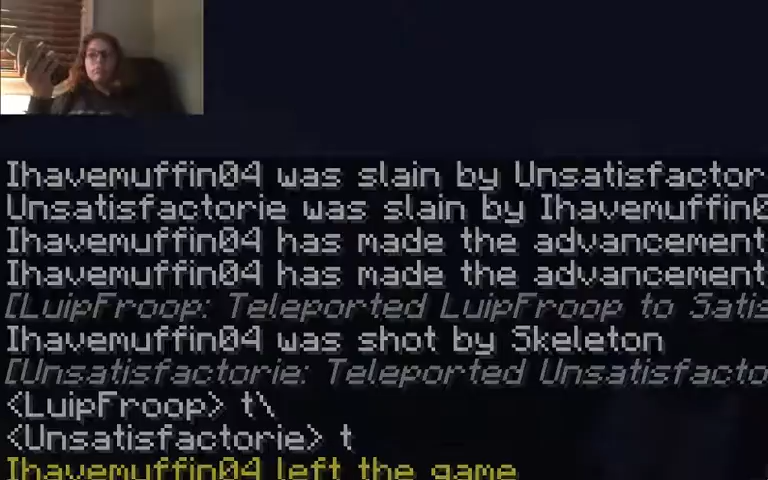 Ihavemuffin04 was slain by Unsatisfactor
Unsatisfactorie was slain by Ihavemuffin0
Ihavemuffin04 has made the advancement
Ihavemuffin04 has made the advancement
[LuipFroop: Teleported LuipFroop to Satis
Ihavemuffin04 was shot by Skeleton
[Unsatisfactorie: Teleported Unsatisfacto
<LuipFroop> t\
<Unsatisfactorie> t
Ihavemuffin04 left the game